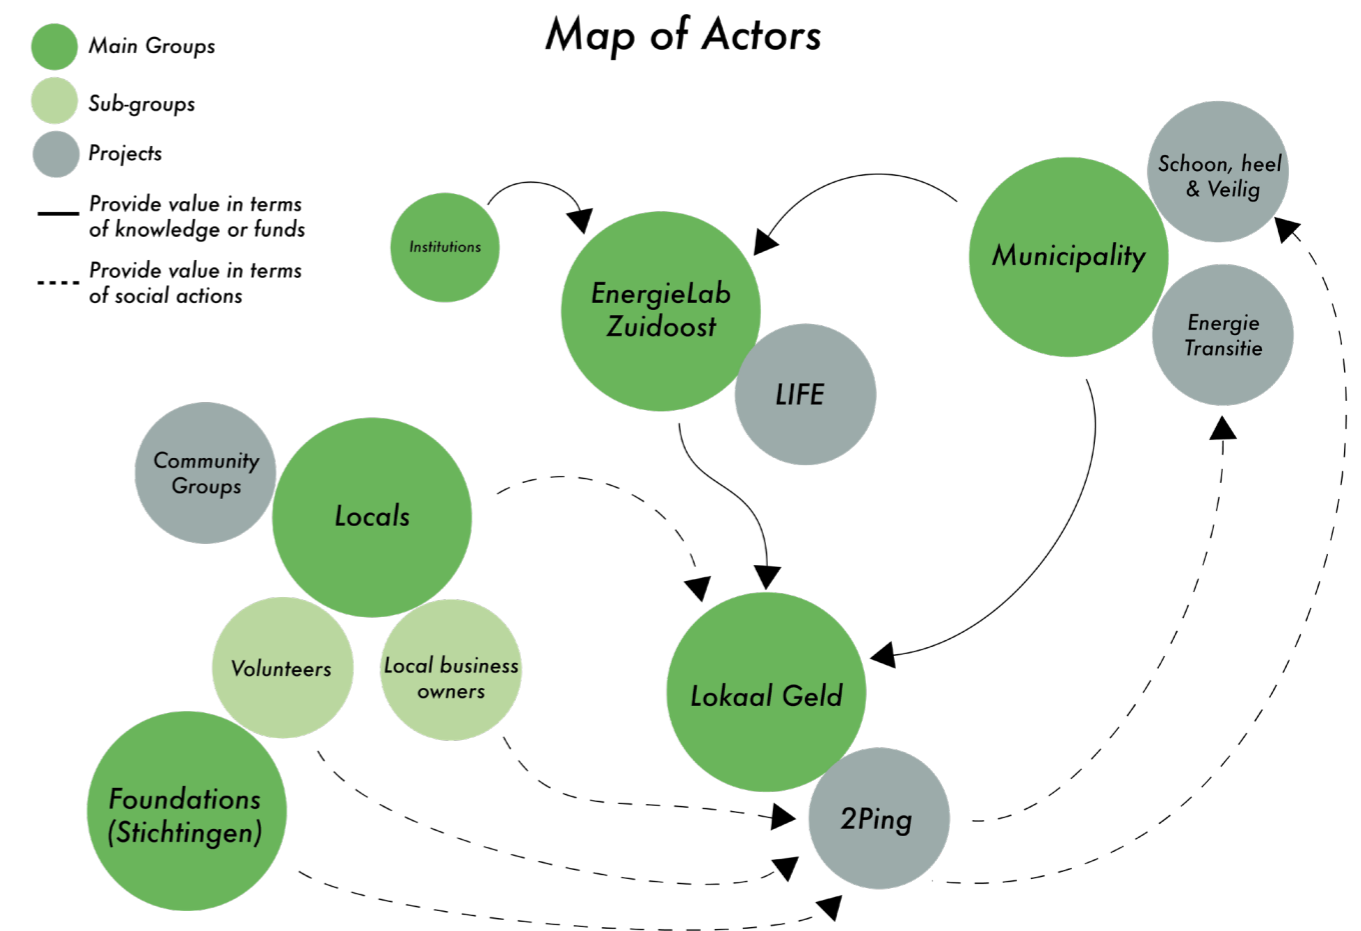 Map of Actors
Main Groups
Sub-groups
Projects
Provide value in terms
of knowledge or funds
Provide value in terms
of social actions
Institutions
EnergieLab
Zuidoost
LIFE
Municipality
Schoon, heel
& Veilig
Energie
Transitie
Community
Groups
Locals
Volunteers
Local business
owners
Foundations
(Stichtingen)
Lokaal Geld
2Ping